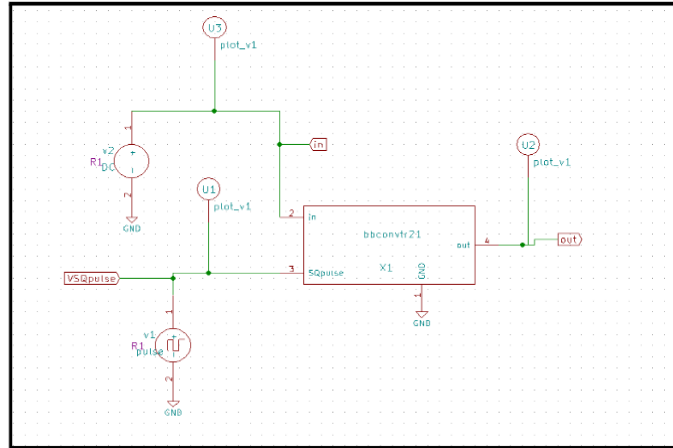 U3
plot_v1
1
v2
R1
DC
2
GND
in
U1
plot_v1
U2
plot_v1
2
in
bbconvtr21
out
4
out
VSQpulse
3
SQpulse
X1
GND
1
GND
1
v1
R1
pulse
2
GND